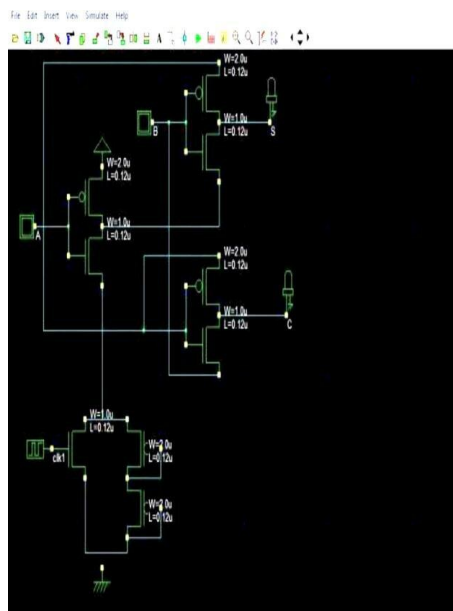 File Edit Insert View Simulate Help
W=2.0u
L=0.12u
B
W=1.0u
L=0.12u
S
W=2.0u
L=0.12u
A
W=1.0u
L=0.12u
W=2.0u
L=0.12u
W=1.0u
L=0.12u
C
W=1.0u
L=0.12u
clk1
W=2.0u
L=0.12u
W=2.0u
L=0.12u